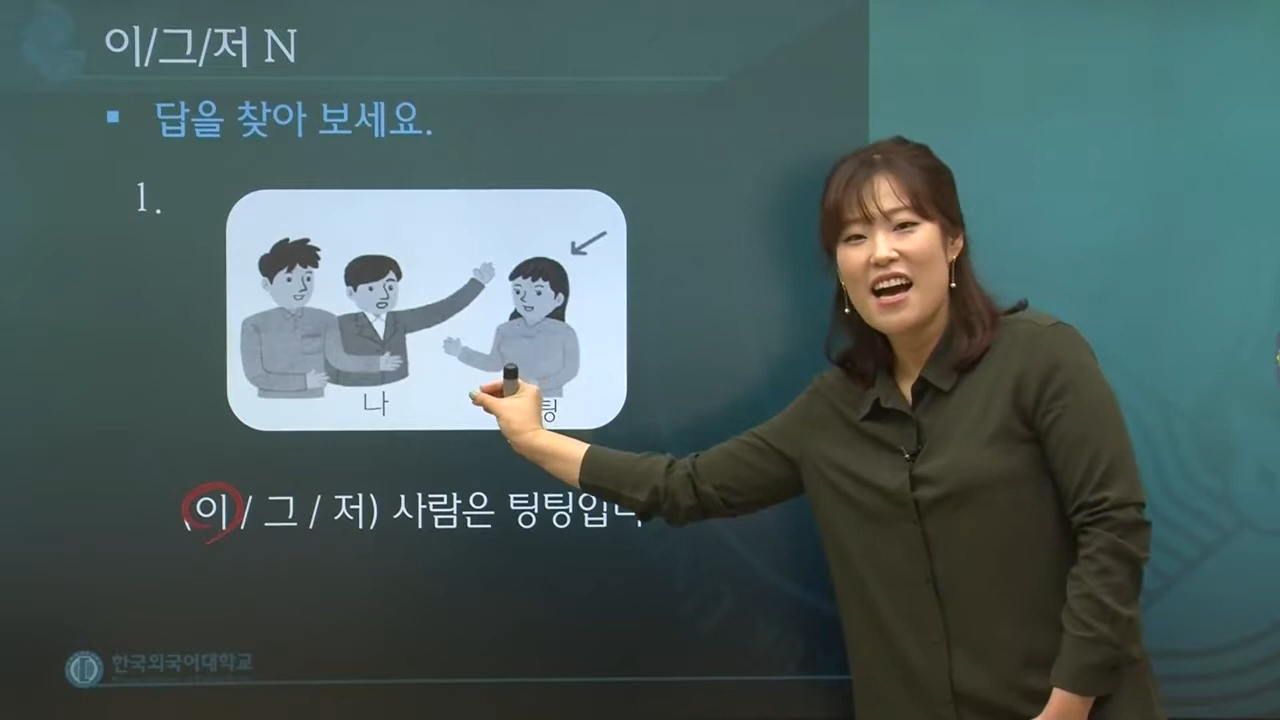 이/그/저 N
▪ 답을 찾아 보세요.
1.
나
팅
(이 / 그 / 저) 사람은 팅팅입니
한국외국어대학교